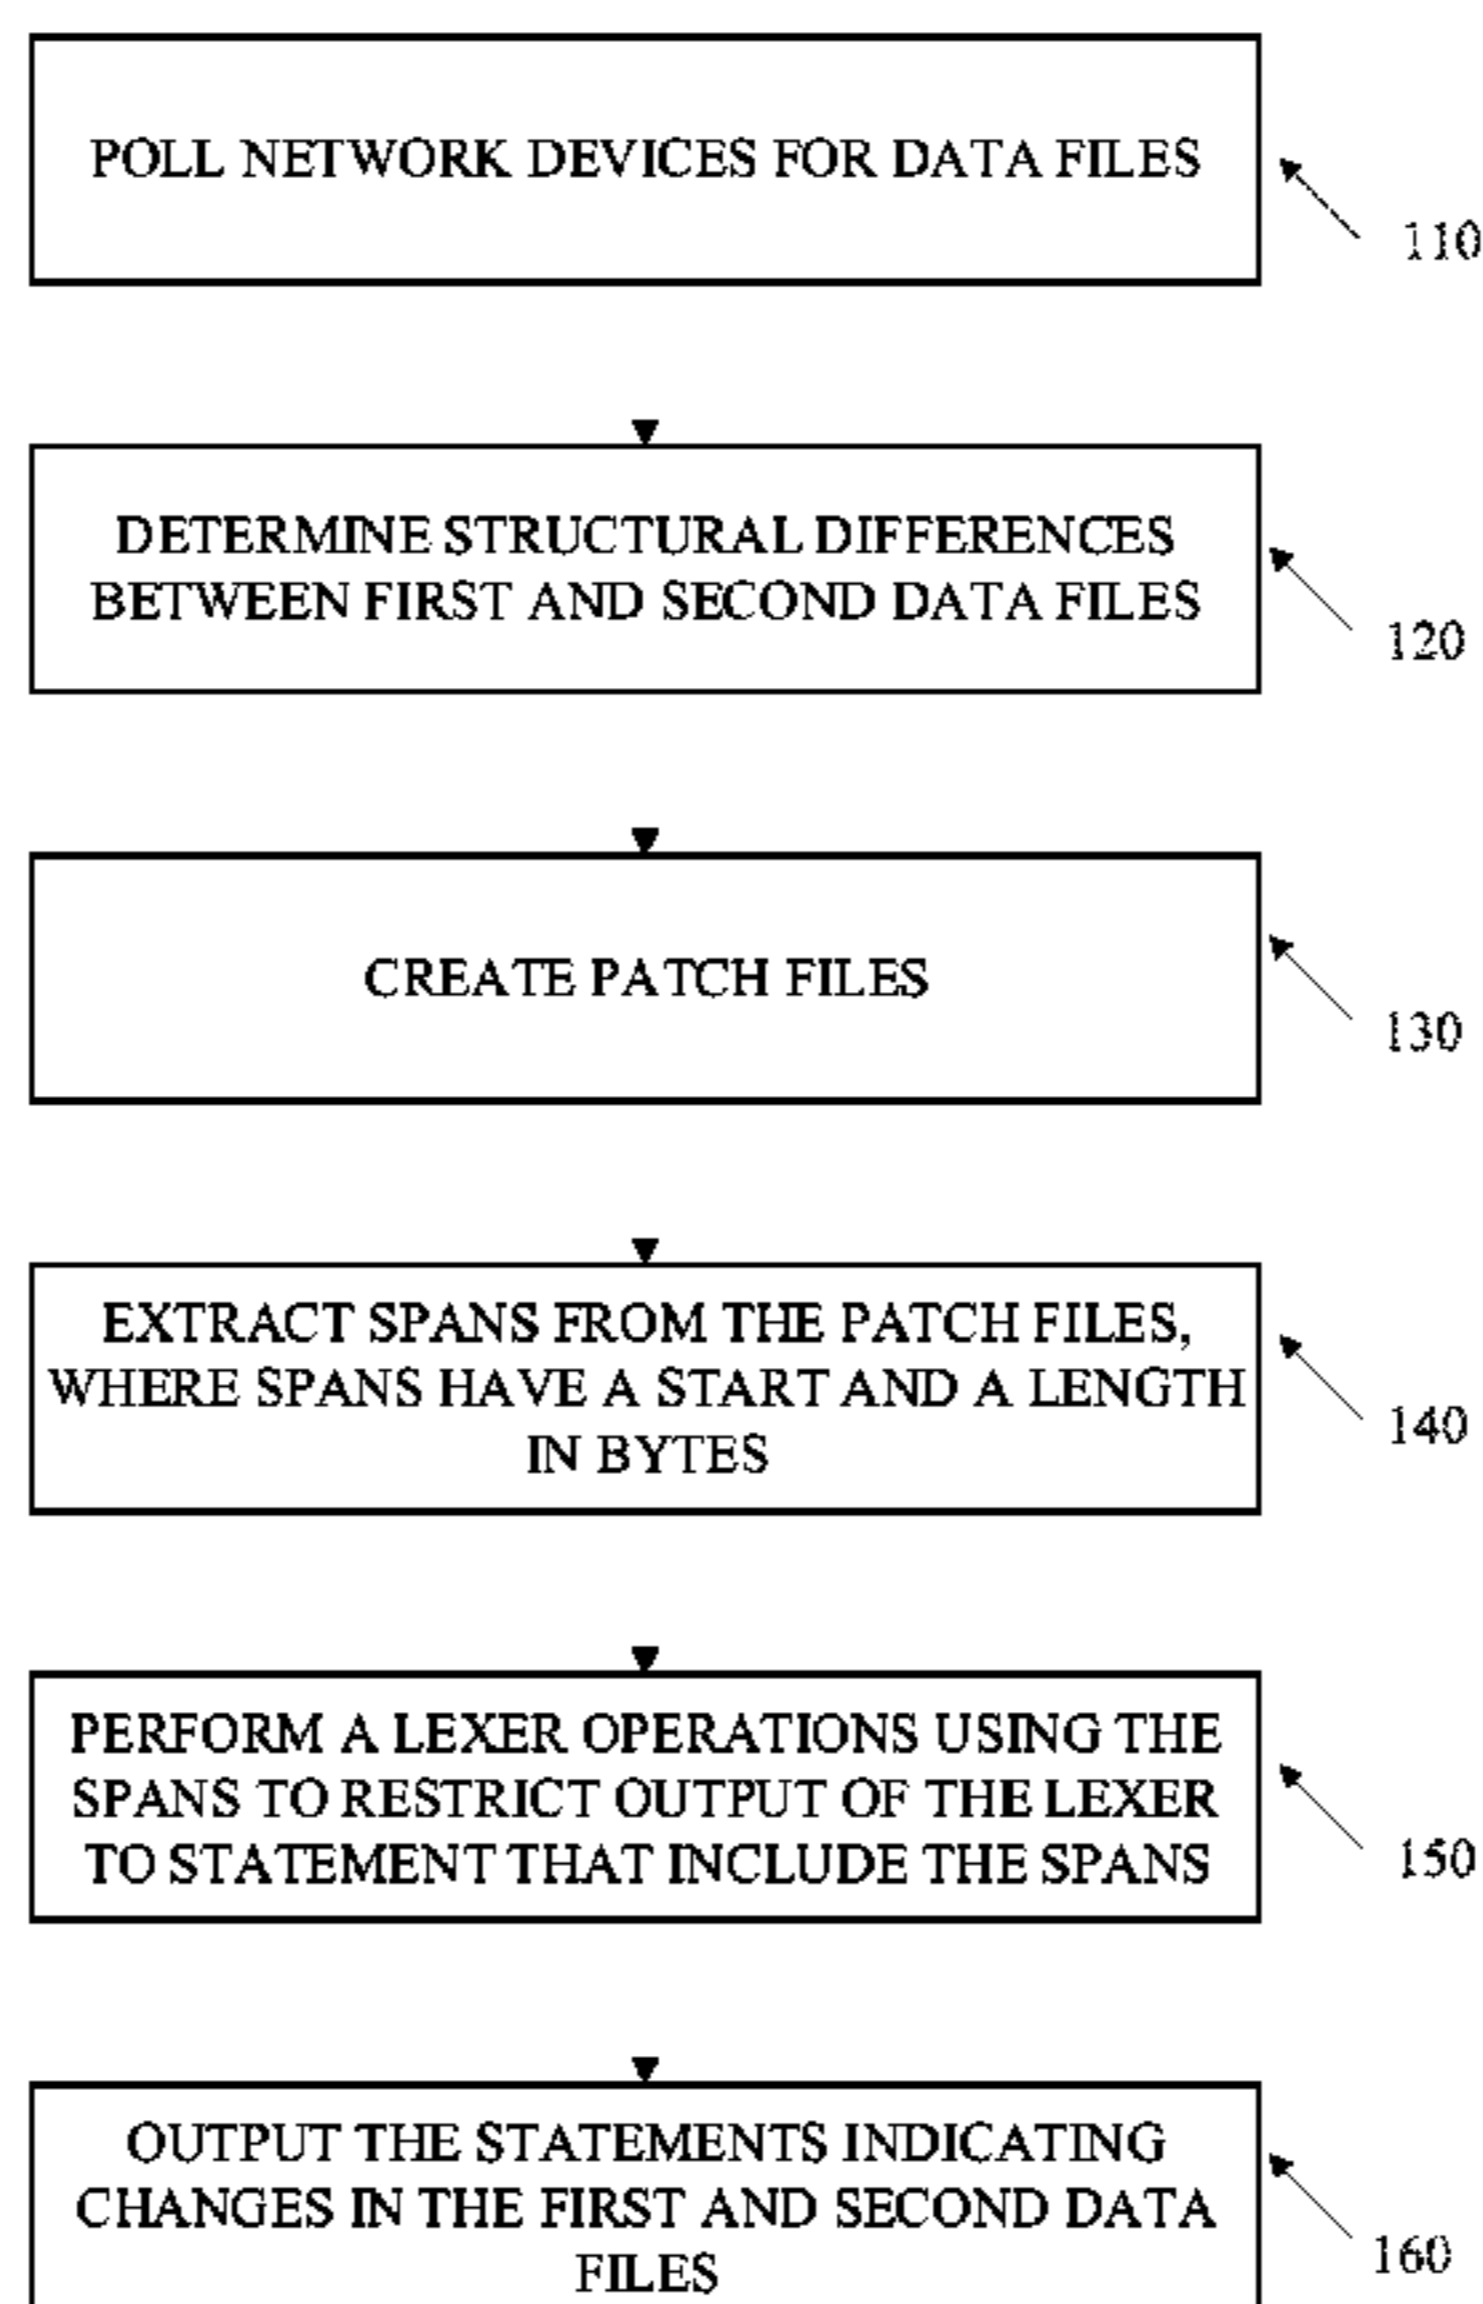 POLL NETWORK DEVICES FOR DATA FILES
110
DETERMINE STRUCTURAL DIFFERENCES
BETWEEN FIRST AND SECOND DATA FILES
120
CREATE PATCH FILES
130
EXTRACT SPANS FROM THE PATCH FILES,
WHERE SPANS HAVE A START AND A LENGTH
IN BYTES
140
PERFORM A LEXER OPERATIONS USING THE
SPANS TO RESTRICT OUTPUT OF THE LEXER
TO STATEMENT THAT INCLUDE THE SPANS
150
OUTPUT THE STATEMENTS INDICATING
CHANGES IN THE FIRST AND SECOND DATA
FILES
160